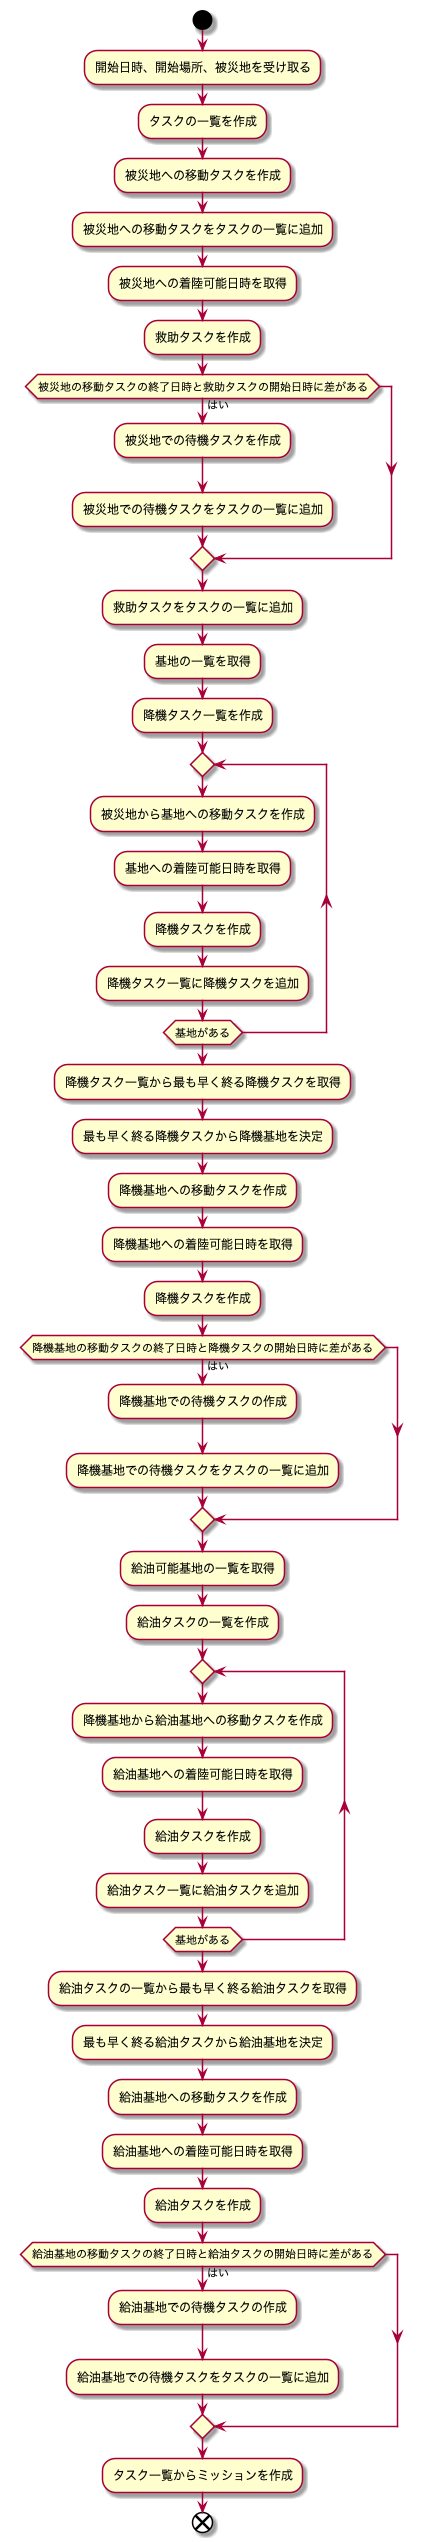 開始日時、開始場所、被災地を受け取る
タスクの一覧を作成
被災地への移動タスクを作成
被災地への移動タスクをタスクの一覧に追加
被災地への着陸可能日時を取得
救助タスクを作成
被災地の移動タスクの終了日時と救助タスクの開始日時に差がある
はい
被災地での待機タスクを作成
被災地での待機タスクをタスクの一覧に追加
救助タスクをタスクの一覧に追加
基地の一覧を取得
降機タスク一覧を作成
被災地から基地への移動タスクを作成
基地への着陸可能日時を取得
降機タスクを作成
降機タスク一覧に降機タスクを追加
基地がある
降機タスク一覧から最も早く終る降機タスクを取得
最も早く終る降機タスクから降機基地を決定
降機基地への移動タスクを作成
降機基地への着陸可能日時を取得
降機タスクを作成
降機基地の移動タスクの終了日時と降機タスクの開始日時に差がある
はい
降機基地での待機タスクの作成
降機基地での待機タスクをタスクの一覧に追加
給油可能基地の一覧を取得
給油タスクの一覧を作成
降機基地から給油基地への移動タスクを作成
給油基地への着陸可能日時を取得
給油タスクを作成
給油タスク一覧に給油タスクを追加
基地がある
給油タスクの一覧から最も早く終る給油タスクを取得
最も早く終る給油タスクから給油基地を決定
給油基地への移動タスクを作成
給油基地への着陸可能日時を取得
給油タスクを作成
給油基地の移動タスクの終了日時と給油タスクの開始日時に差がある
はい
給油基地での待機タスクの作成
給油基地での待機タスクをタスクの一覧に追加
タスク一覧からミッションを作成